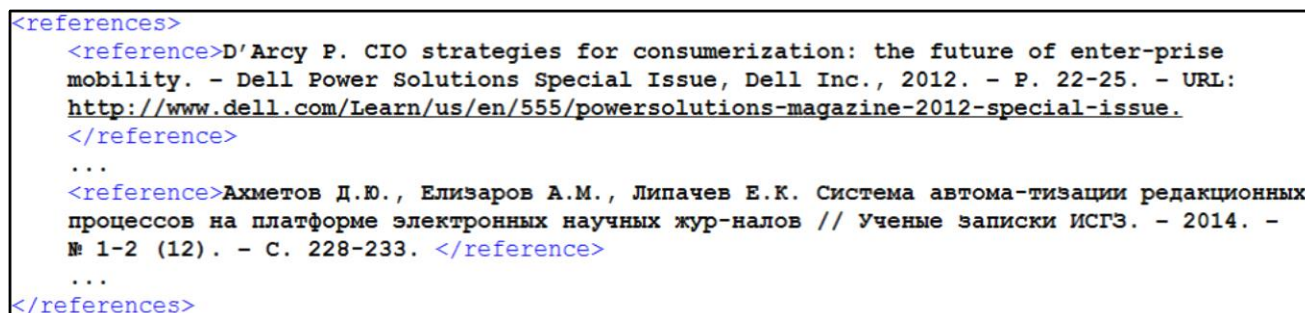 <references>
<reference>D’Arcy P. CIO strategies for consumerization: the future of enter-prise
mobility. – Dell Power Solutions Special Issue, Dell Inc., 2012. – P. 22-25. – URL:
http://www.dell.com/Learn/us/en/555/powersolutions-magazine-2012-special-issue.
</reference>
...
<reference>Ахметов Д.Ю., Елизаров А.М., Липачев Е.К. Система автома-тизации редакционных
процессов на платформе электронных научных жур-налов // Ученые записки ИСГЗ. – 2014. –
№ 1-2 (12). – С. 228-233. </reference>
...
</references>